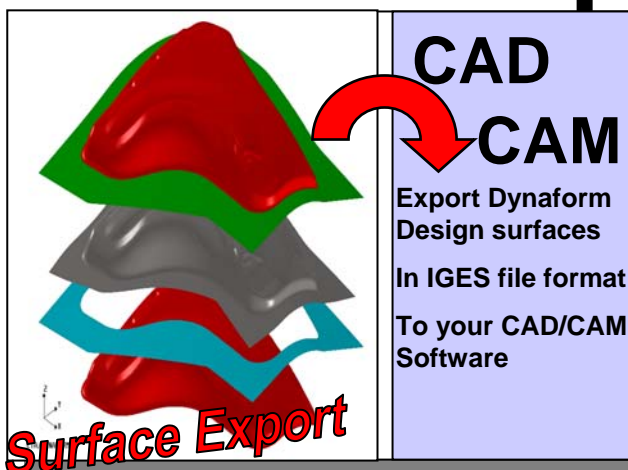 CAD
CAM
Export Dynaform
Design surfaces
In IGES file format
To your CAD/CAM
Software
Z
Y
X
Surface Export